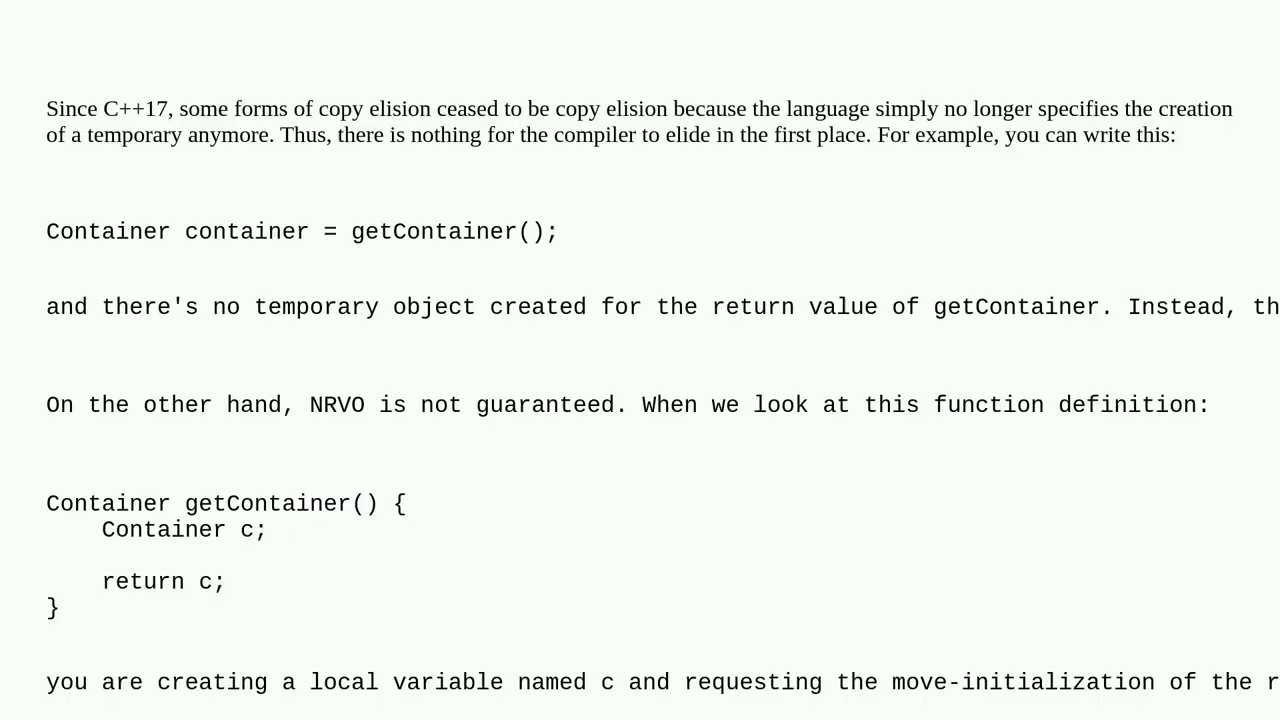 Since C++17, some forms of copy elision ceased to be copy elision because the language simply no longer specifies the creation
of a temporary anymore. Thus, there is nothing for the compiler to elide in the first place. For example, you can write this:
Container container = getContainer();
and there's no temporary object created for the return value of getContainer. Instead, th
On the other hand, NRVO is not guaranteed. When we look at this function definition:
Container getContainer() {
    Container c;
    return c;
}
you are creating a local variable named c and requesting the move-initialization of the r